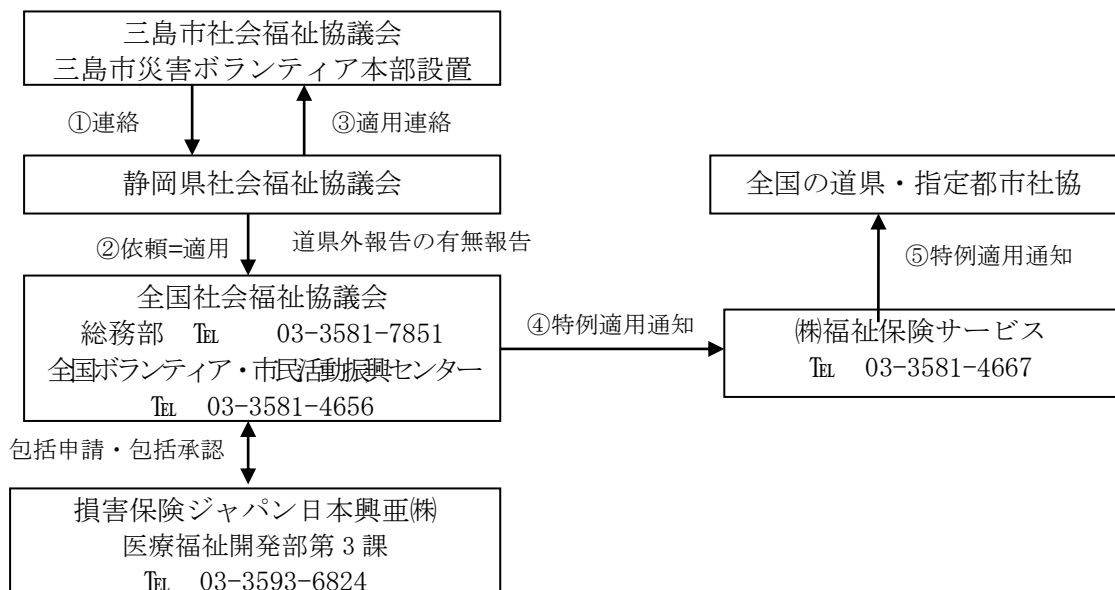 三島市社会福祉協議会
三島市災害ボランティア本部設置
①連絡
③適用連絡
静岡県社会福祉協議会
全国の道県・指定都市社協
②依頼=適用
道県外報告の有無報告
⑤特例適用通知
全国社会福祉協議会
総務部 ℡ 03-3581-7851
全国ボランティア・市民活動振興センター
℡ 03-3581-4656
④特例適用通知
㈱福祉保険サービス
℡ 03-3581-4667
包括申請・包括承認
損害保険ジャパン日本興亜㈱
医療福祉開発部第3課
℡ 03-3593-6824